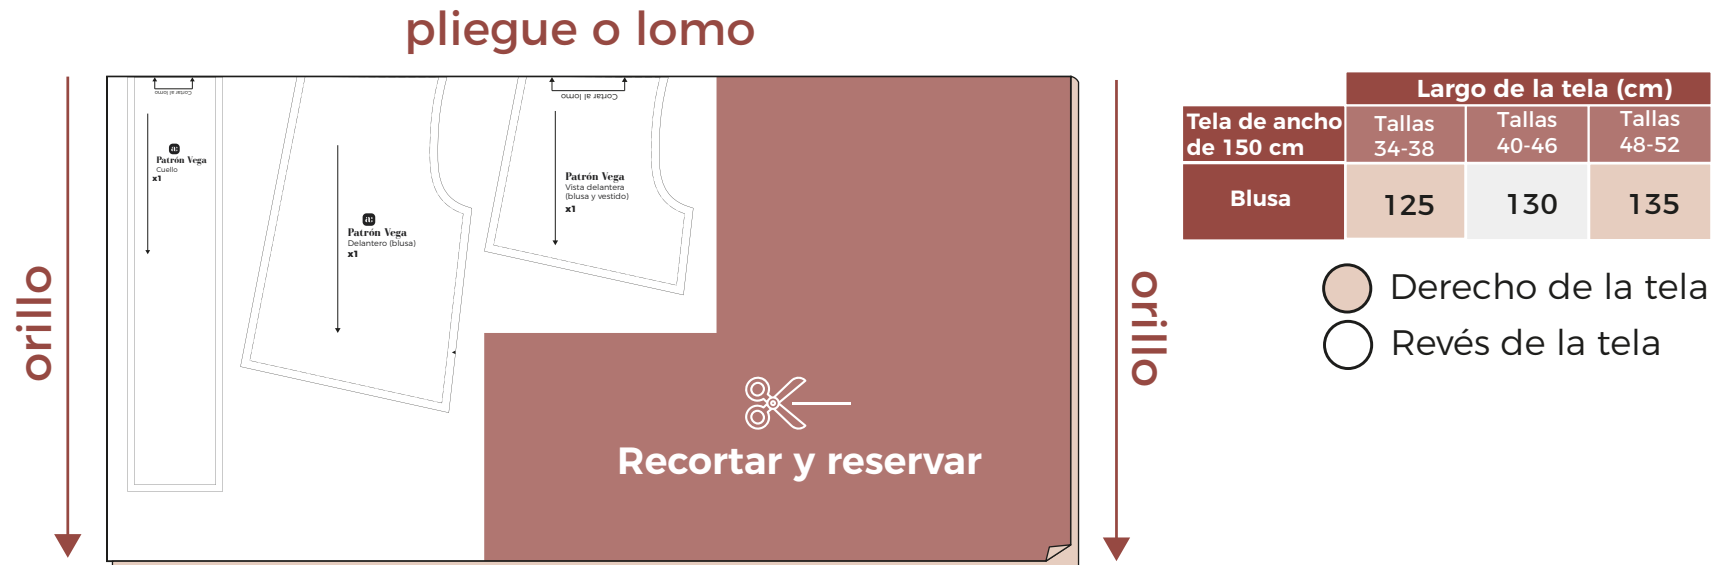 pliegue o lomo
orillo
Cortar al lomo
a:
Patrón Vega
Cuello
x1
a:
Patrón Vega
Delantero (blusa)
x1
Cortar al lomo
Patrón Vega
Vista delantera
(blusa y vestido)
x1
Recortar y reservar
orillo
Largo de la tela (cm)
Tela de ancho
de 150 cm
Tallas
34-38
Tallas
40-46
Tallas
48-52
Blusa
125
130
135
Derecho de la tela
Revés de la tela